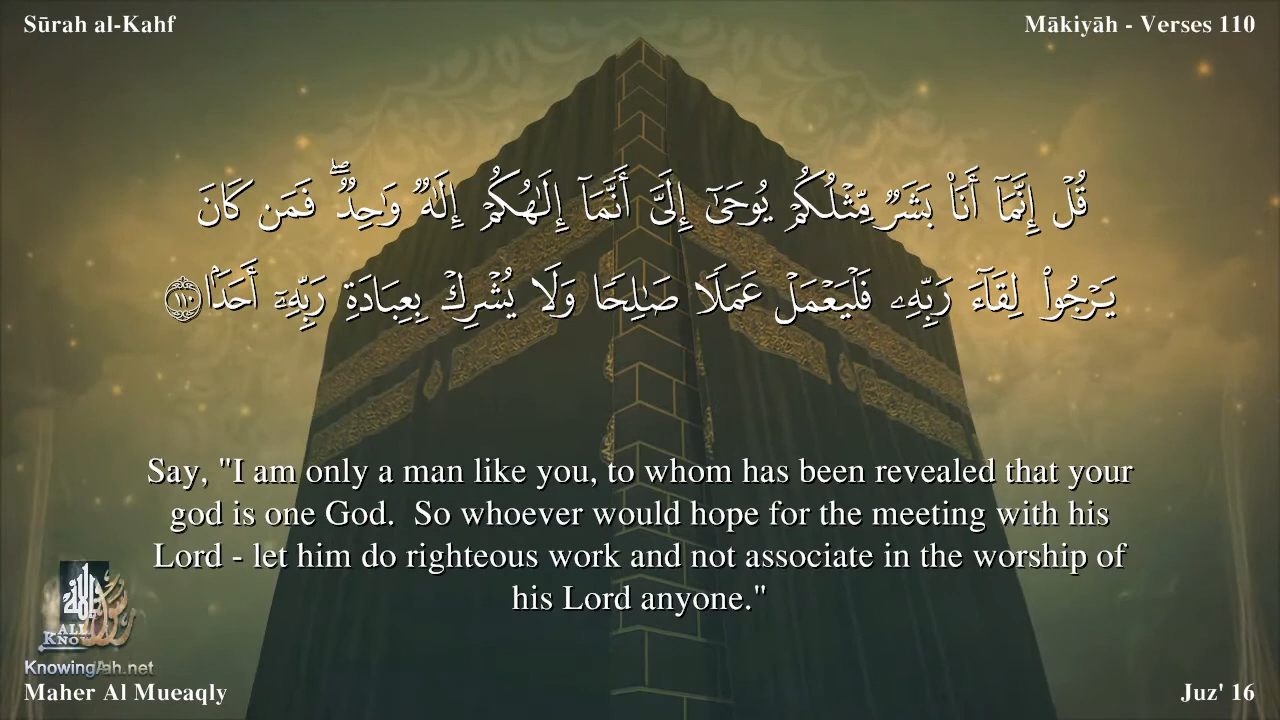 Sūrah al-Kahf
Mākiyāh - Verses 110
قُلْ إِنَّمَآ أَنَا۠ بَشَرٌ مِّثْلُكُمْ يُوحَىٰٓ إِلَىَّ أَنَّمَآ إِلَٰهُكُمْ إِلَٰهٌ وَٰحِدٌ ۖ فَمَن كَانَ
يَرْجُوا۟ لِقَآءَ رَبِّهِۦ فَلْيَعْمَلْ عَمَلًا صَٰلِحًا وَلَا يُشْرِكْ بِعِبَادَةِ رَبِّهِۦٓ أَحَدًۢا ١١٠
Say, "I am only a man like you, to whom has been revealed that your
god is one God.  So whoever would hope for the meeting with his
Lord - let him do righteous work and not associate in the worship of
his Lord anyone."
Maher Al Mueaqly
Juz' 16